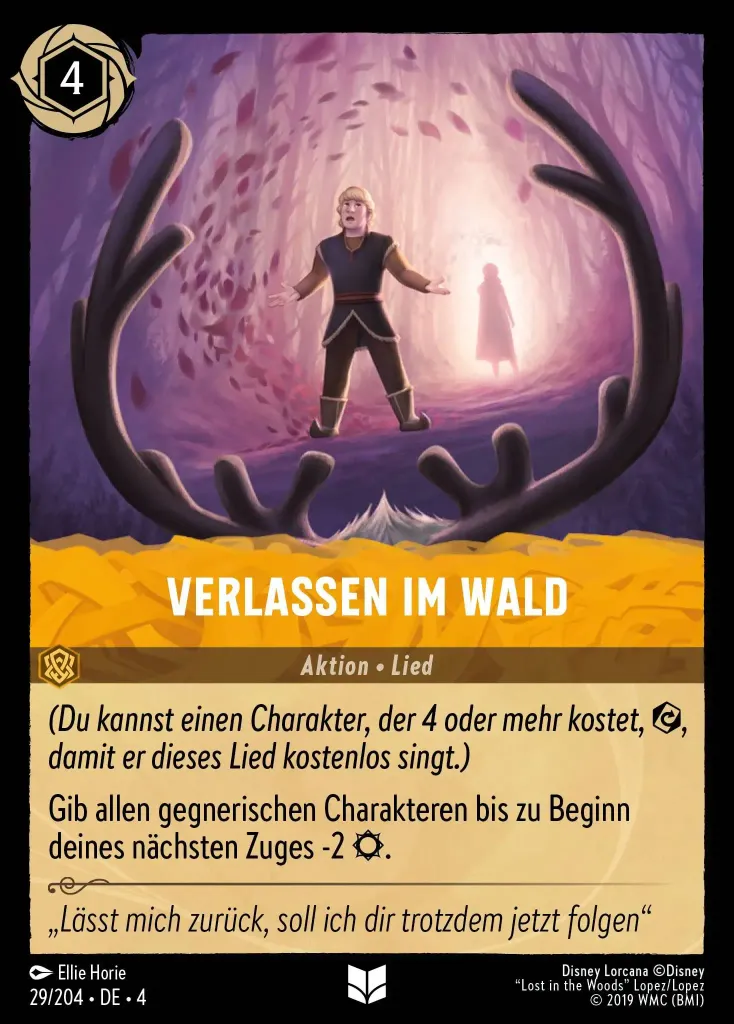 4
VERLASSEN IM WALD
Aktion • Lied
(Du kannst einen Charakter, der 4 oder mehr kostet, ,
damit er dieses Lied kostenlos singt.)
Gib allen gegnerischen Charakteren bis zu Beginn
deines nächsten Zuges -2 .
„Lässt mich zurück, soll ich dir trotzdem jetzt folgen“
Ellie Horie
29/204 • DE • 4
Disney Lorcana ©Disney
“Lost in the Woods” Lopez/Lopez
© 2019 WMC (BMI)